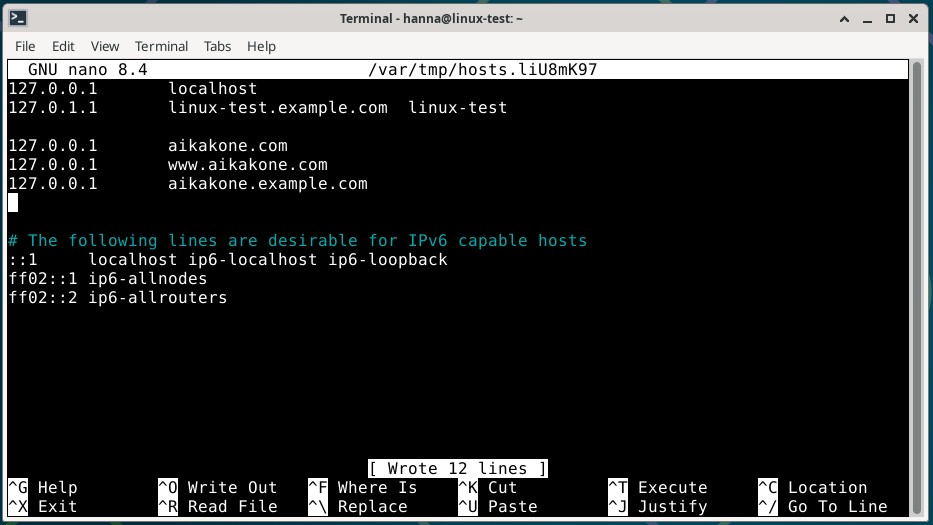 Terminal - hanna@linux-test: ~
File Edit View Terminal Tabs Help
GNU nano 8.4 /var/tmp/hosts.liU8mK97
127.0.0.1 localhost
127.0.1.1 linux-test.example.com linux-test
127.0.0.1 aikakone.com
127.0.0.1 www.aikakone.com
127.0.0.1 aikakone.example.com
# The following lines are desirable for IPv6 capable hosts
::1 localhost ip6-localhost ip6-loopback
ff02::1 ip6-allnodes
ff02::2 ip6-allrouters
[ Wrote 12 lines ]
^G Help ^O Write Out ^F Where Is ^K Cut ^T Execute ^C Location
^X Exit ^R Read File ^\ Replace ^U Paste ^J Justify ^/ Go To Line